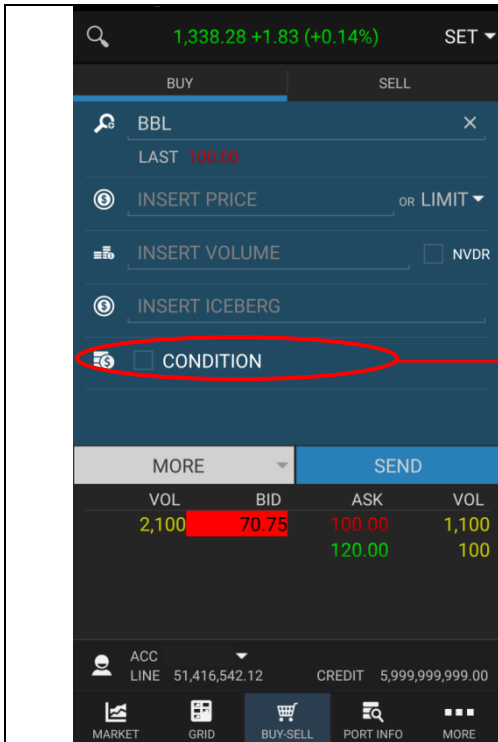 1,338.28 +1.83 (+0.14%) SET
BUY SELL
BBL ×
LAST 100.00
INSERT PRICE OR LIMIT
INSERT VOLUME NVDR
INSERT ICEBERG
CONDITION
MORE SEND
VOL BID ASK VOL
2,100 70.75 100.00 1,100
120.00 100
ACC
LINE 51,416,542.12 CREDIT 5,999,999,999.00
MARKET GRID BUY-SELL PORT INFO MORE